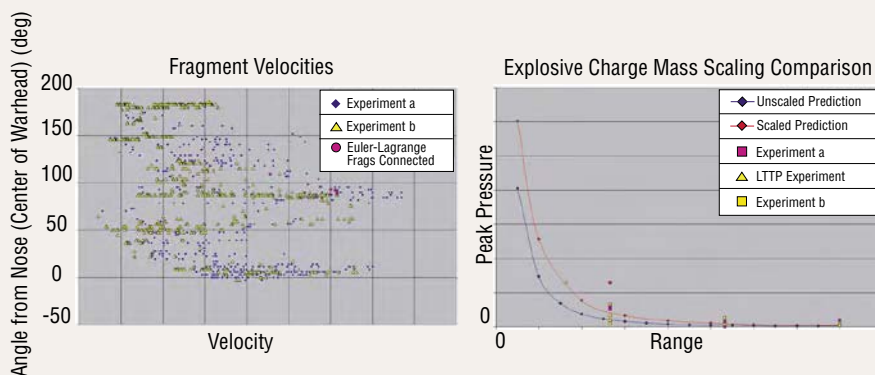 Angle from Nose (Center of Warhead) (deg)
Fragment Velocities
200
150
100
50
0
-50
Experiment a
Experiment b
Euler-Lagrange
Frags Connected
Velocity
Explosive Charge Mass Scaling Comparison
Peak Pressure
Unscaled Prediction
Scaled Prediction
Experiment a
LTTP Experiment
Experiment b
0
0
Range